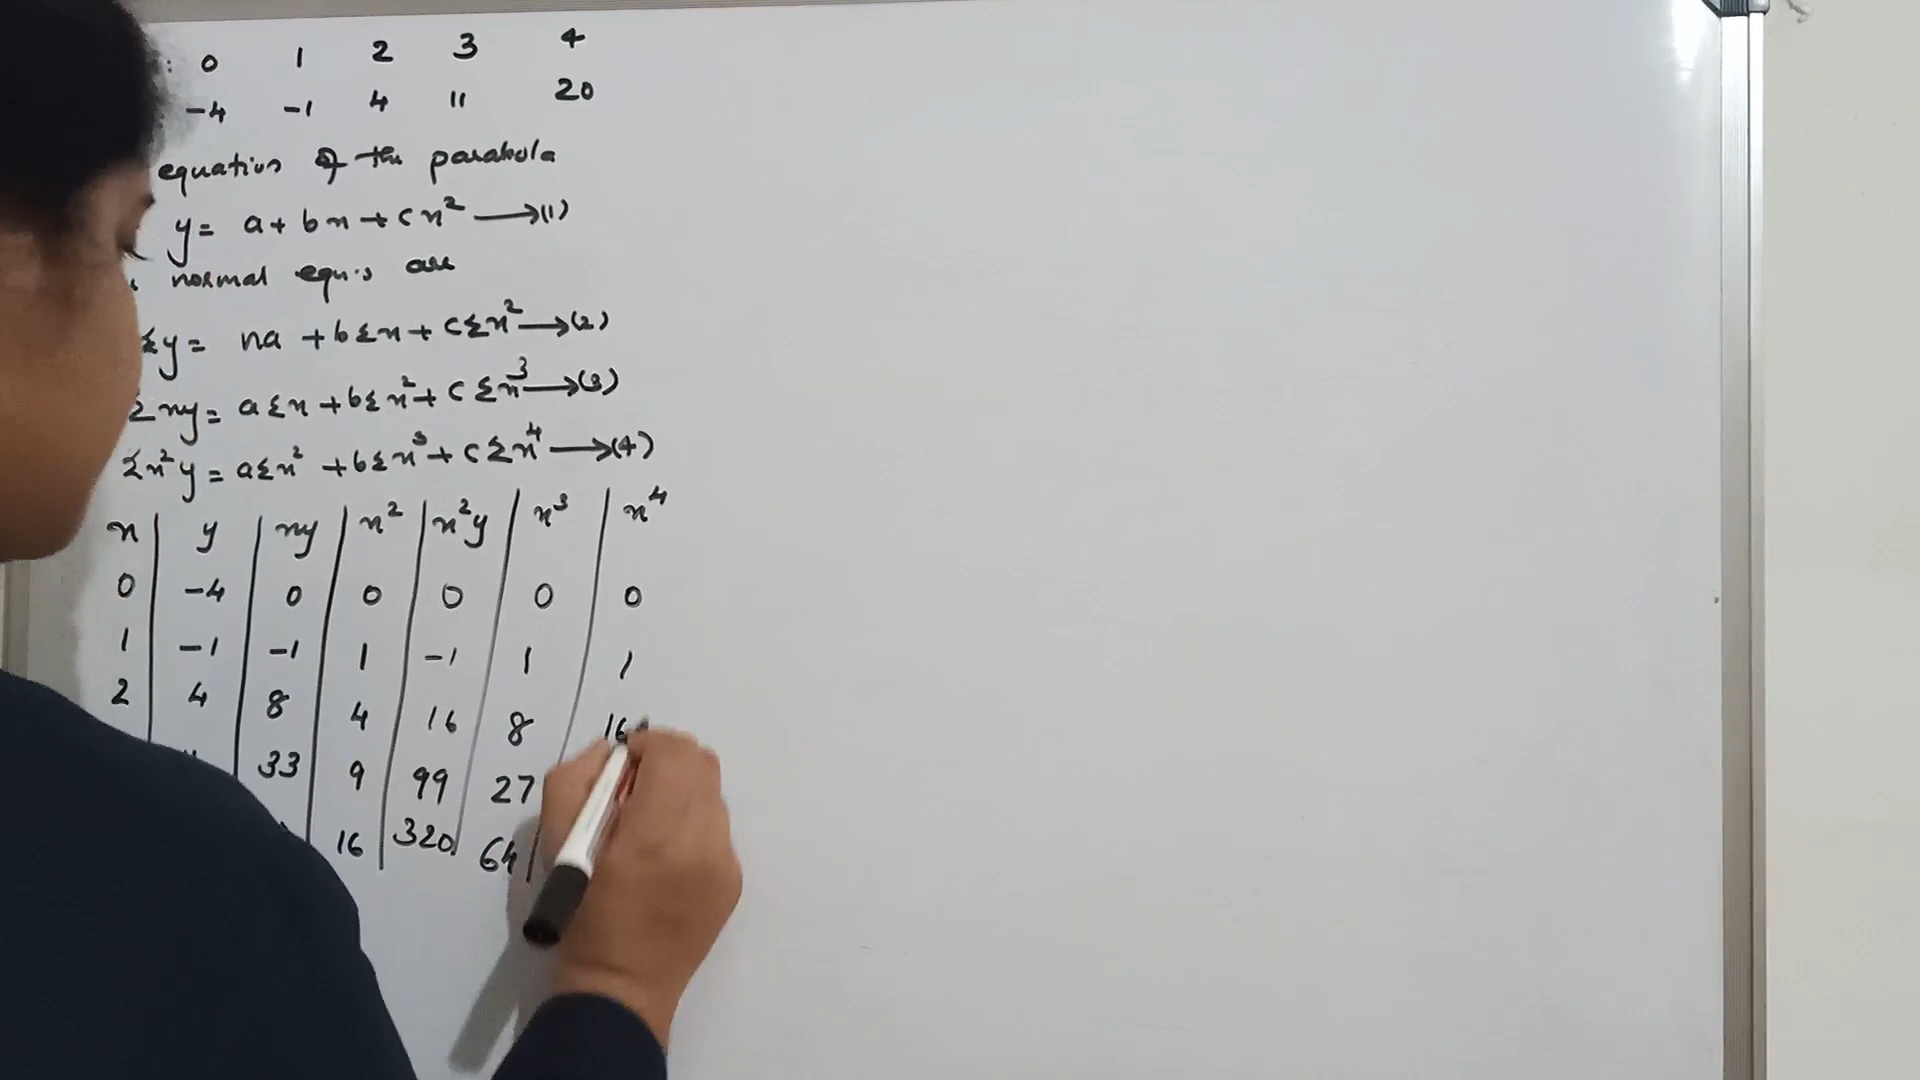 : 0 1 2 3 4
-4 -1 4 11 20
equation of the parabola
y = a + bx + cx² ⟶(1)
normal equ.s are
Σy = na + bΣx + cΣx² ⟶(2)
Σxy = aΣx + bΣx² + cΣx³ ⟶(3)
Σx²y = aΣx² + bΣx³ + cΣx⁴ ⟶(4)
x | y | xy | x² | x²y | x³ | x⁴
0 | -4 | 0 | 0 | 0 | 0 | 0
1 | -1 | -1 | 1 | -1 | 1 | 1
2 | 4 | 8 | 4 | 16 | 8 | 16
33 | 9 | 99 | 27
16 | 320 | 64